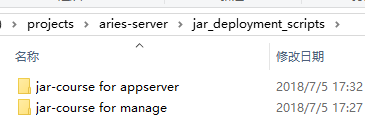 ) › projects › aries-server › jar_deployment_scripts ›
名称 修改日期
jar-course for appserver 2018/7/5 17:32
jar-course for manage 2018/7/5 17:27